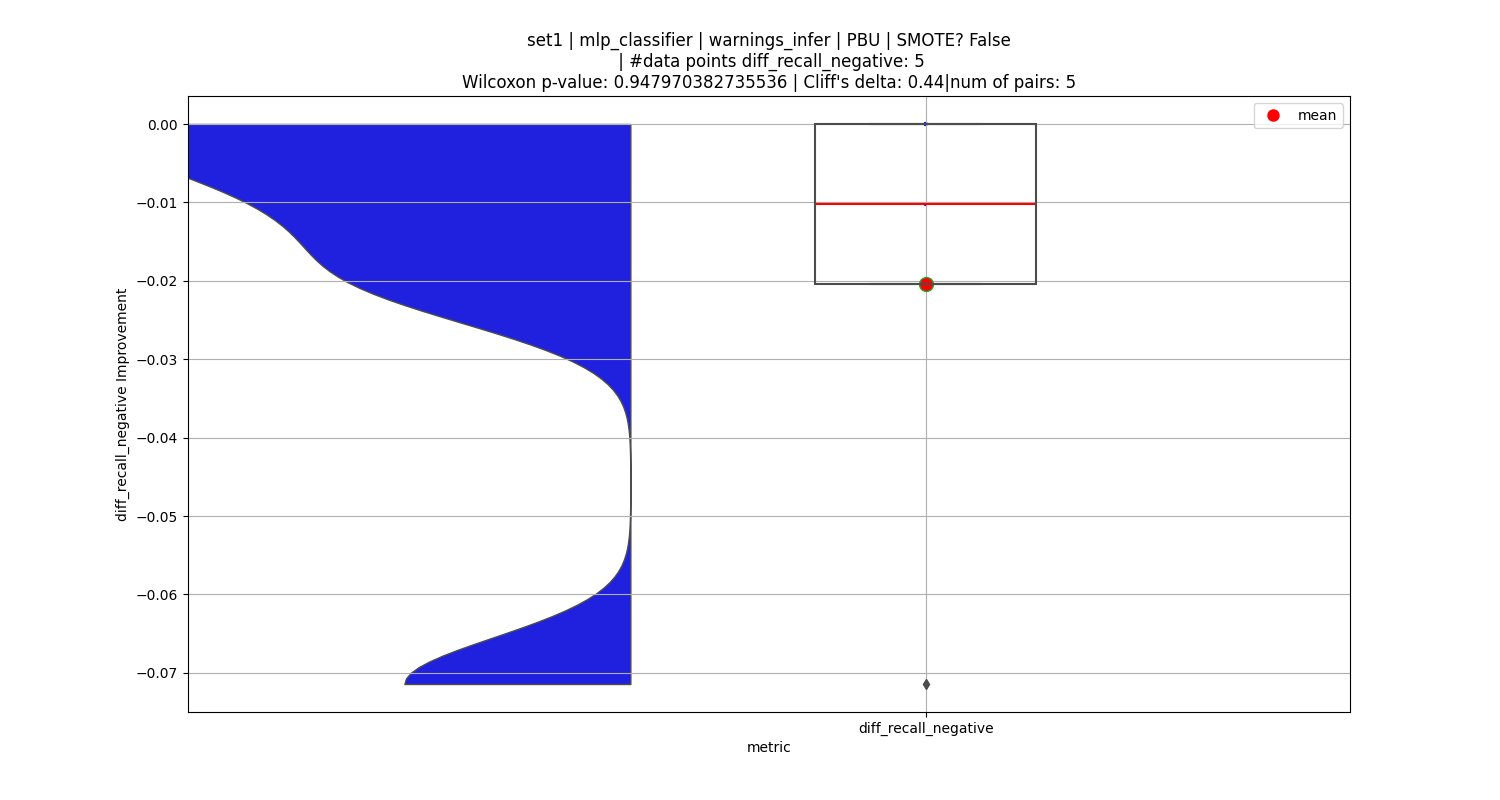 set1 | mlp_classifier | warnings_infer | PBU | SMOTE? False
| #data points diff_recall_negative: 5
Wilcoxon p-value: 0.947970382735536 | Cliff's delta: 0.44|num of pairs: 5
mean
0.00
−0.01
−0.02
−0.03
−0.04
−0.05
−0.06
−0.07
diff_recall_negative Improvement
diff_recall_negative
metric